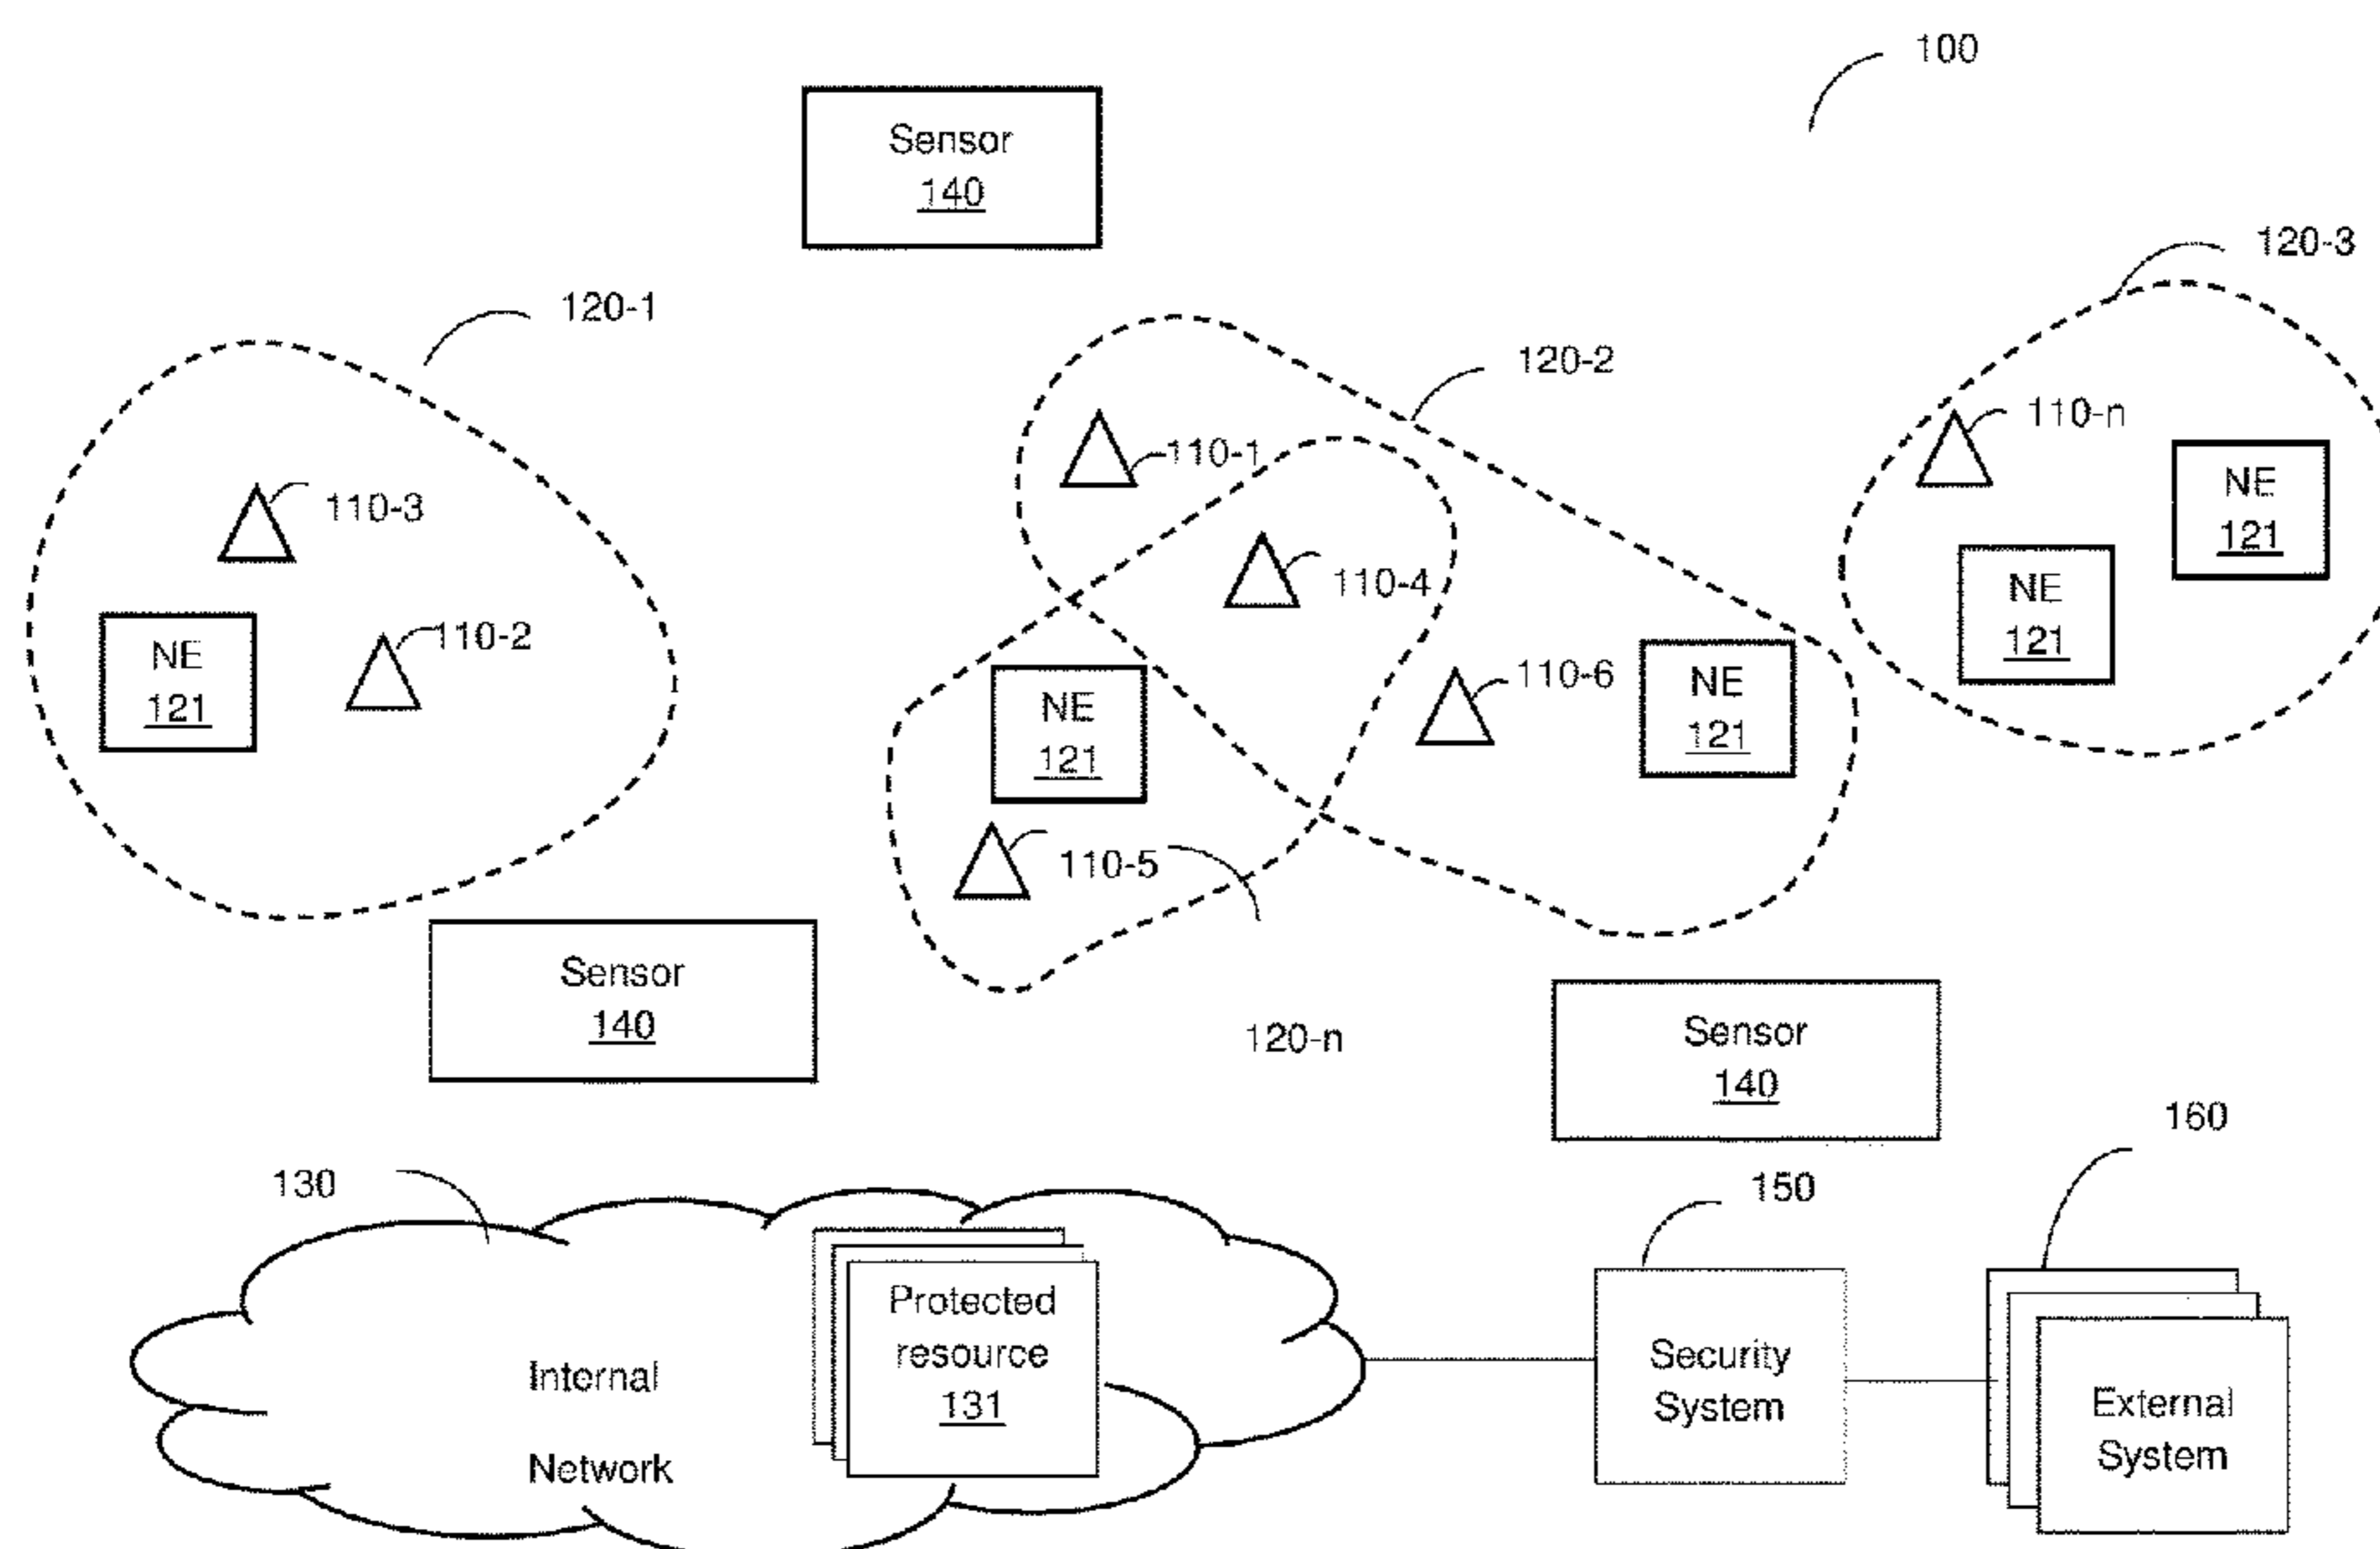 100
Sensor
140
120-3
120-1
120-2
110-n
110-1
NE
121
110-3
NE
121
110-4
110-2
NE
121
110-6
NE
121
NE
121
110-5
Sensor
140
120-n
Sensor
140
160
130
150
Protected
resource
131
Internal
Network
Security
System
External
System